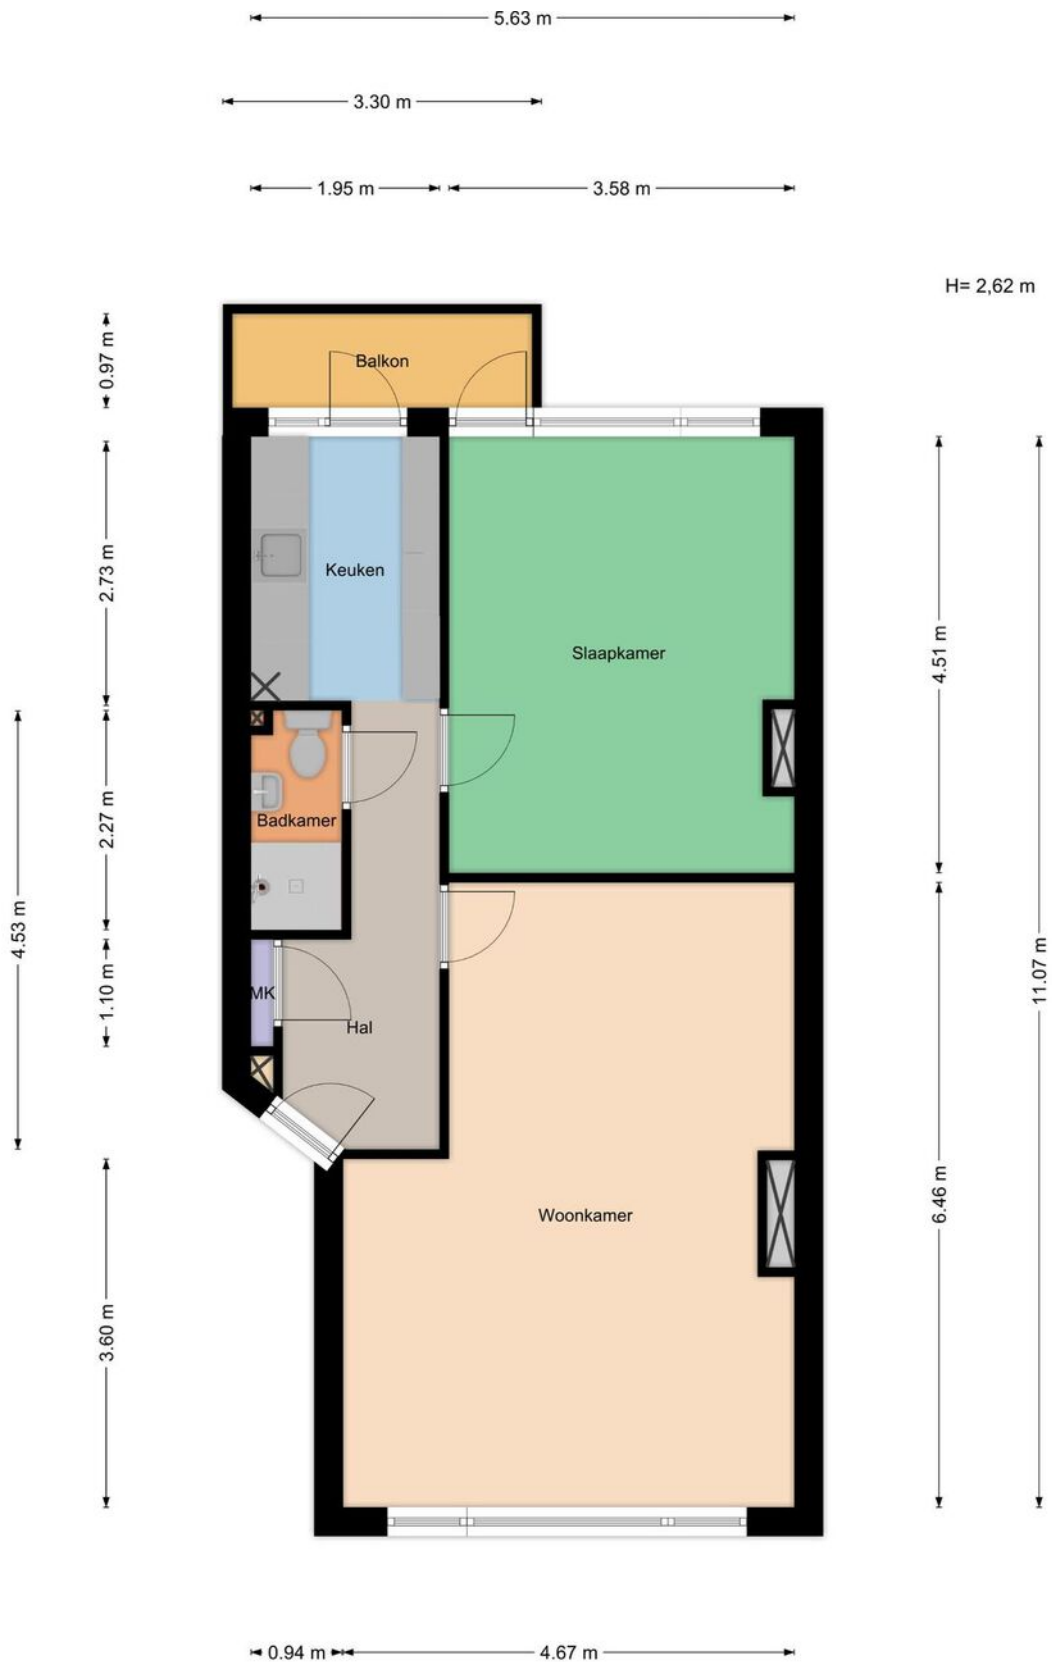 5.63 m
3.30 m
1.95 m
3.58 m
H= 2,62 m
0.97 m
Balkon
2.73 m
Keuken
4.51 m
Slaapkamer
2.27 m
Badkamer
4.53 m
11.07 m
1.10 m
MK
Hal
6.46 m
Woonkamer
3.60 m
0.94 m
4.67 m